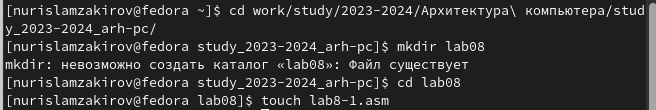 [nurislamzakirov@fedora ~]$ cd work/study/2023-2024/Архитектура\ компьютера/stud
y_2023-2024_arh-pc/
[nurislamzakirov@fedora study_2023-2024_arh-pc]$ mkdir lab08
mkdir: невозможно создать каталог «lab08»: Файл существует
[nurislamzakirov@fedora study_2023-2024_arh-pc]$ cd lab08
[nurislamzakirov@fedora lab08]$ touch lab8-1.asm